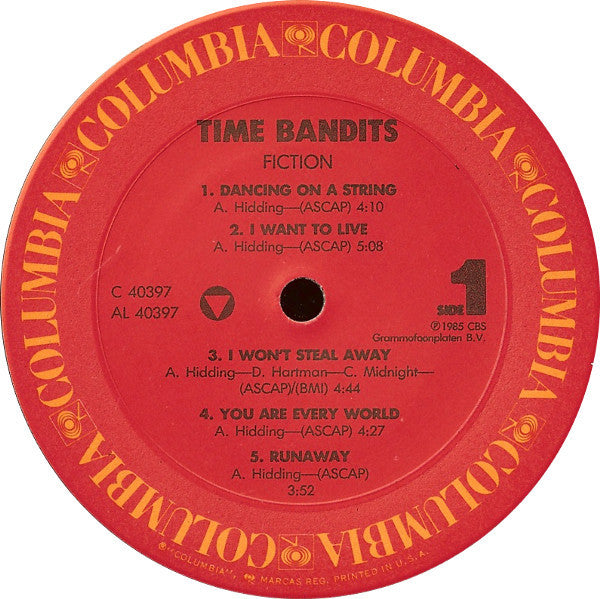 COLUMBIA COLUMBIA COLUMBIA COLUMBIA COLUMBIA COLUMBIA
TIME BANDITS
FICTION
1. DANCING ON A STRING
A. Hidding—(ASCAP) 4:10
2. I WANT TO LIVE
A. Hidding—(ASCAP) 5:08
C 40397
AL 40397
SIDE 1
℗ 1985 CBS
Grammofoonplaten B.V.
3. I WON'T STEAL AWAY
A. Hidding—D. Hartman—C. Midnight—
(ASCAP)/(BMI) 4:44
4. YOU ARE EVERY WORLD
A. Hidding—(ASCAP) 4:27
5. RUNAWAY
A. Hidding—(ASCAP)
3:52
® "COLUMBIA", MARCAS REG. PRINTED IN U.S.A.